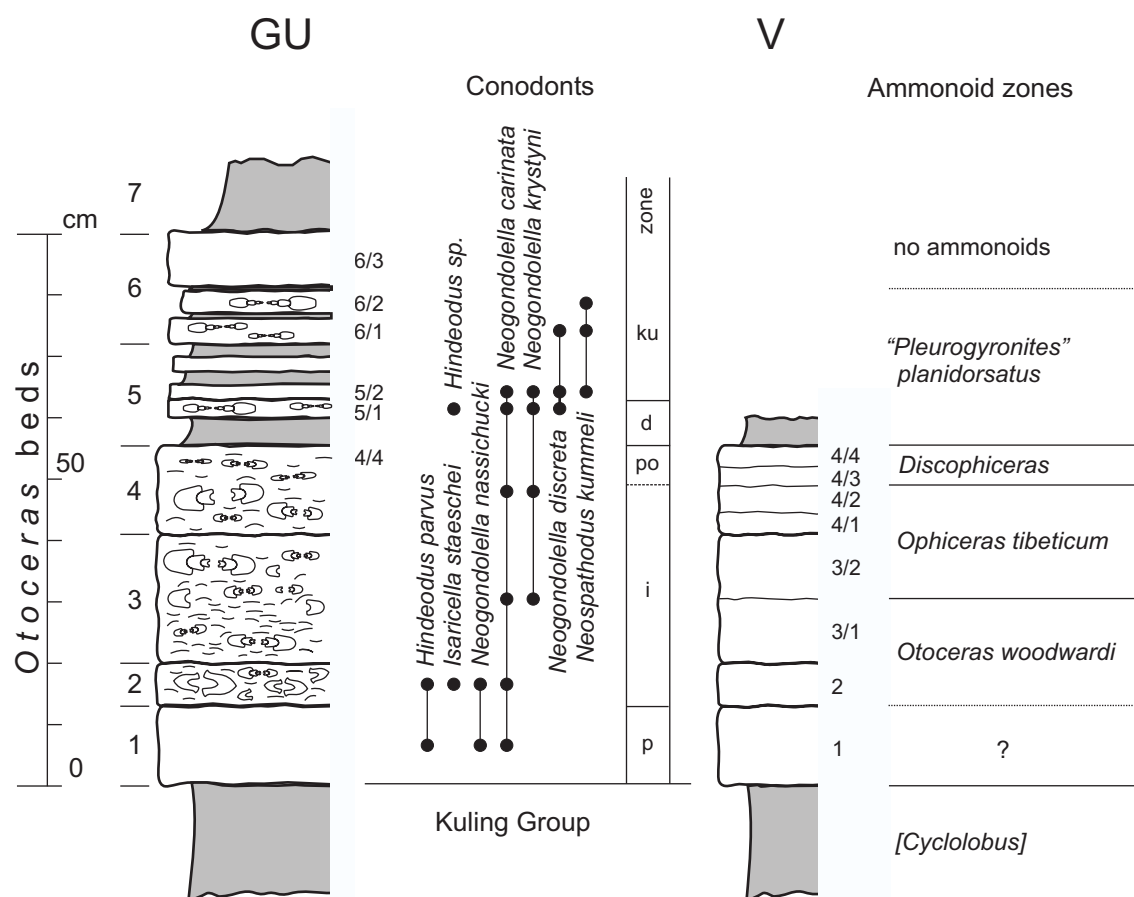 GU
V
Conodonts
Ammonoid zones
cm
50
0
Otoceras beds
7
6
5
4
3
2
1
6/3
6/2
6/1
5/2
5/1
4/4
Hindeodus parvus
Isaricella staeschei
Neogondolella nassichucki
Hindeodus sp.
Neogondolella carinata
Neogondolella krystyni
Neogondolella discreta
Neospathodus kummeli
zone
ku
d
po
i
p
Kuling Group
4/4
4/3
4/2
4/1
3/2
3/1
2
1
no ammonoids
“Pleurogyronites”
planidorsatus
Discophiceras
Ophiceras tibeticum
Otoceras woodwardi
?
[Cyclolobus]